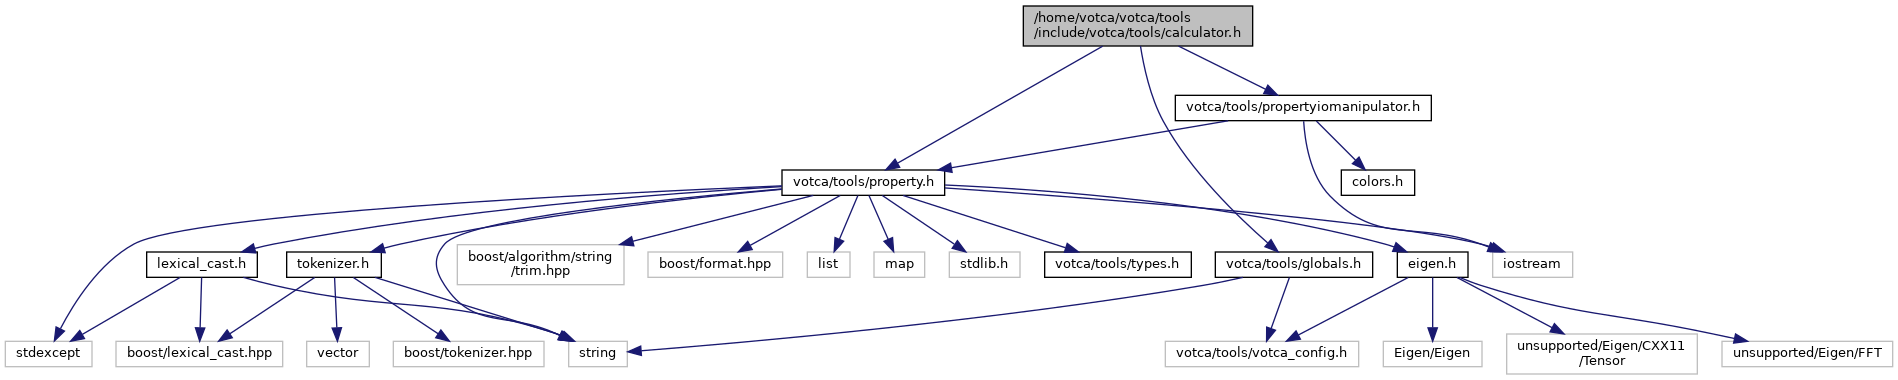 /home/votca/votca/tools
/include/votca/tools/calculator.h
votca/tools/propertyiomanipulator.h
votca/tools/property.h
colors.h
boost/algorithm/string
/trim.hpp
boost/format.hpp
list
map
stdlib.h
votca/tools/types.h
votca/tools/globals.h
eigen.h
iostream
lexical_cast.h
tokenizer.h
stdexcept
boost/lexical_cast.hpp
vector
boost/tokenizer.hpp
string
votca/tools/votca_config.h
Eigen/Eigen
unsupported/Eigen/CXX11
/Tensor
unsupported/Eigen/FFT